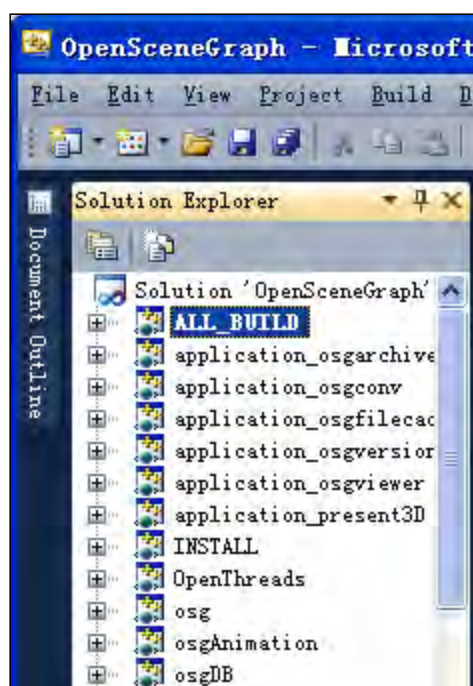 OpenSceneGraph - Microsoft
File Edit View Project Build D
Document Outline
Solution Explorer
Solution 'OpenSceneGraph'
ALL_BUILD
application_osgarchive
application_osgconv
application_osgfilecac
application_osgversion
application_osgviewer
application_present3D
INSTALL
OpenThreads
osg
osgAnimation
osgDB